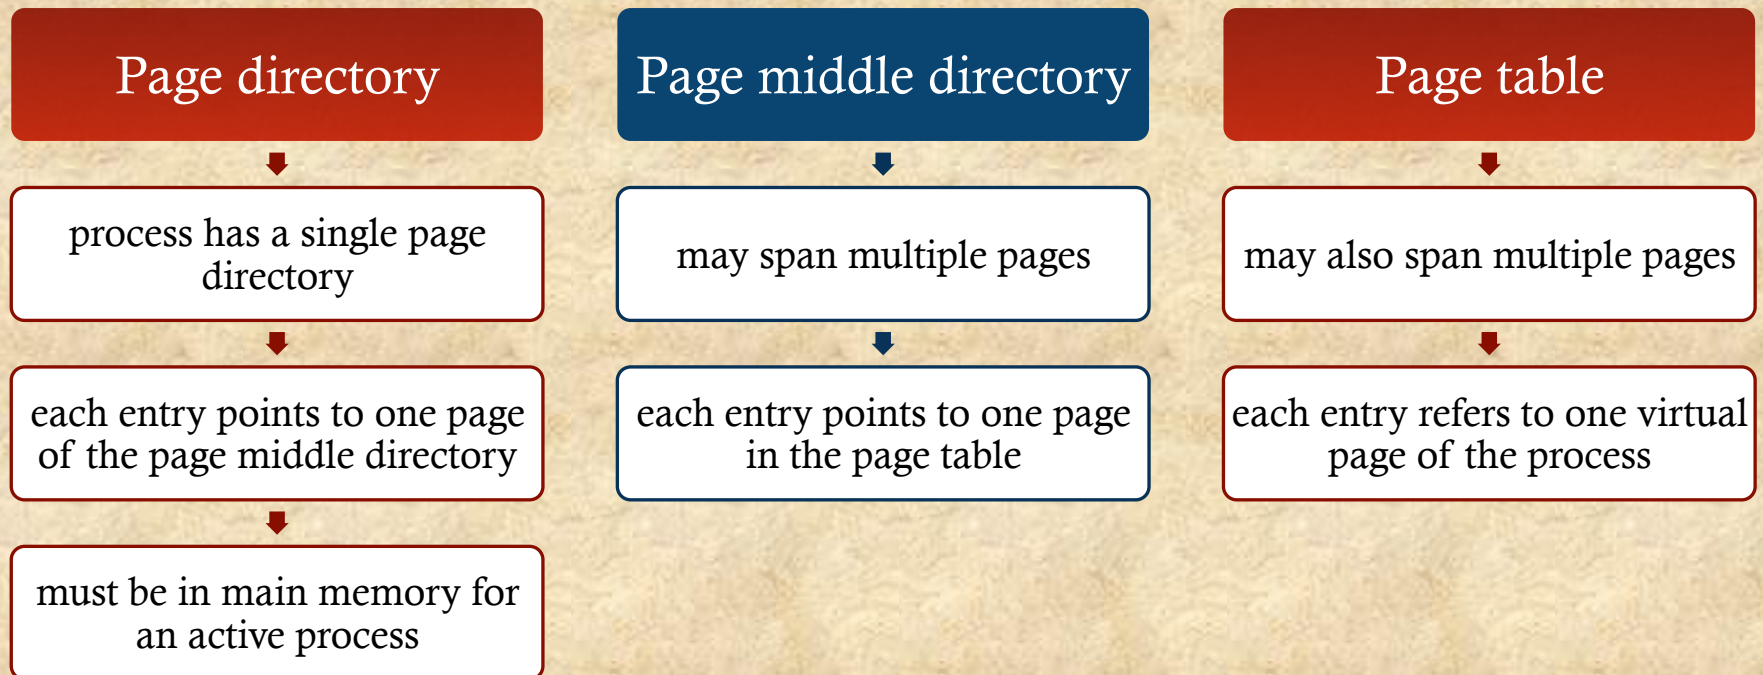 Page directory
process has a single page
directory
each entry points to one page
of the page middle directory
must be in main memory for
an active process
Page middle directory
may span multiple pages
each entry points to one page
in the page table
Page table
may also span multiple pages
each entry refers to one virtual
page of the process